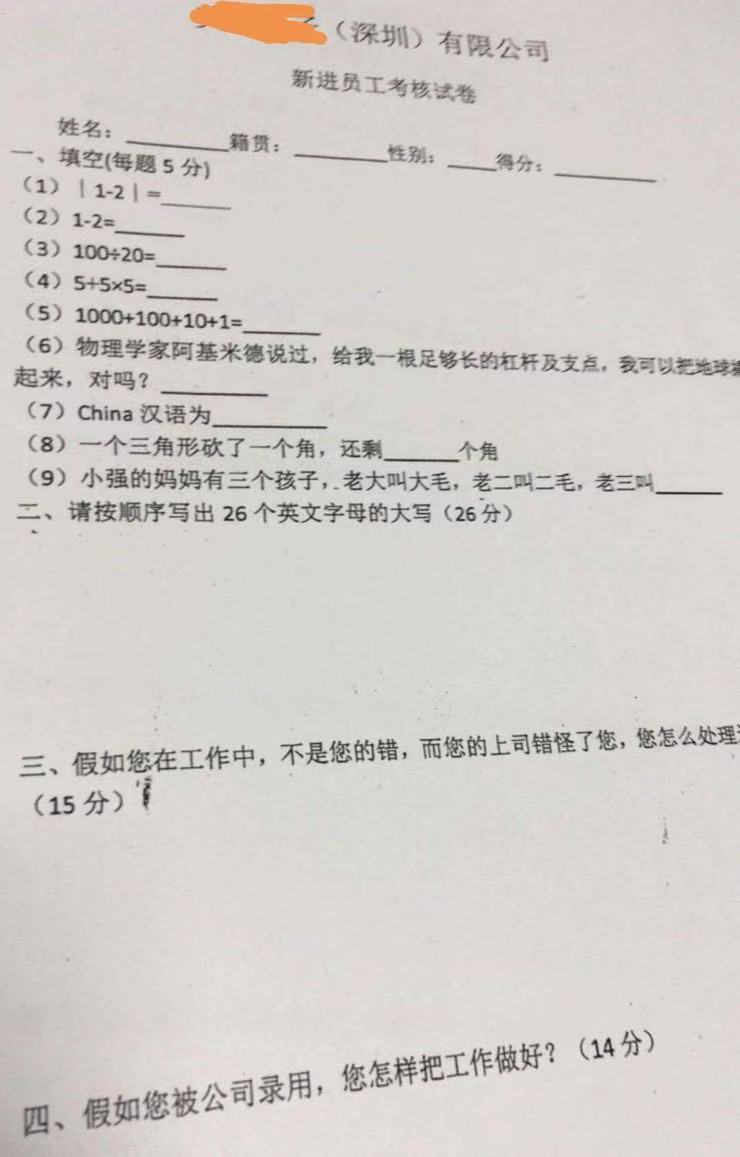 （深圳）有限公司
新进员工考核试卷
姓名：________籍贯：________性别：____得分：________
一、填空(每题 5 分)
（1）｜1-2｜=______
（2）1-2=______
（3）100÷20=______
（4）5+5×5=______
（5）1000+100+10+1=______
（6）物理学家阿基米德说过，给我一根足够长的杠杆及支点，我可以把地球
起来，对吗？________
（7）China 汉语为________
（8）一个三角形砍了一个角，还剩______个角
（9）小强的妈妈有三个孩子，老大叫大毛，老二叫二毛，老三叫_____
二、请按顺序写出 26 个英文字母的大写（26 分）
三、假如您在工作中，不是您的错，而您的上司错怪了您，您怎么处理
（15 分）
四、假如您被公司录用，您怎样把工作做好？（14 分）